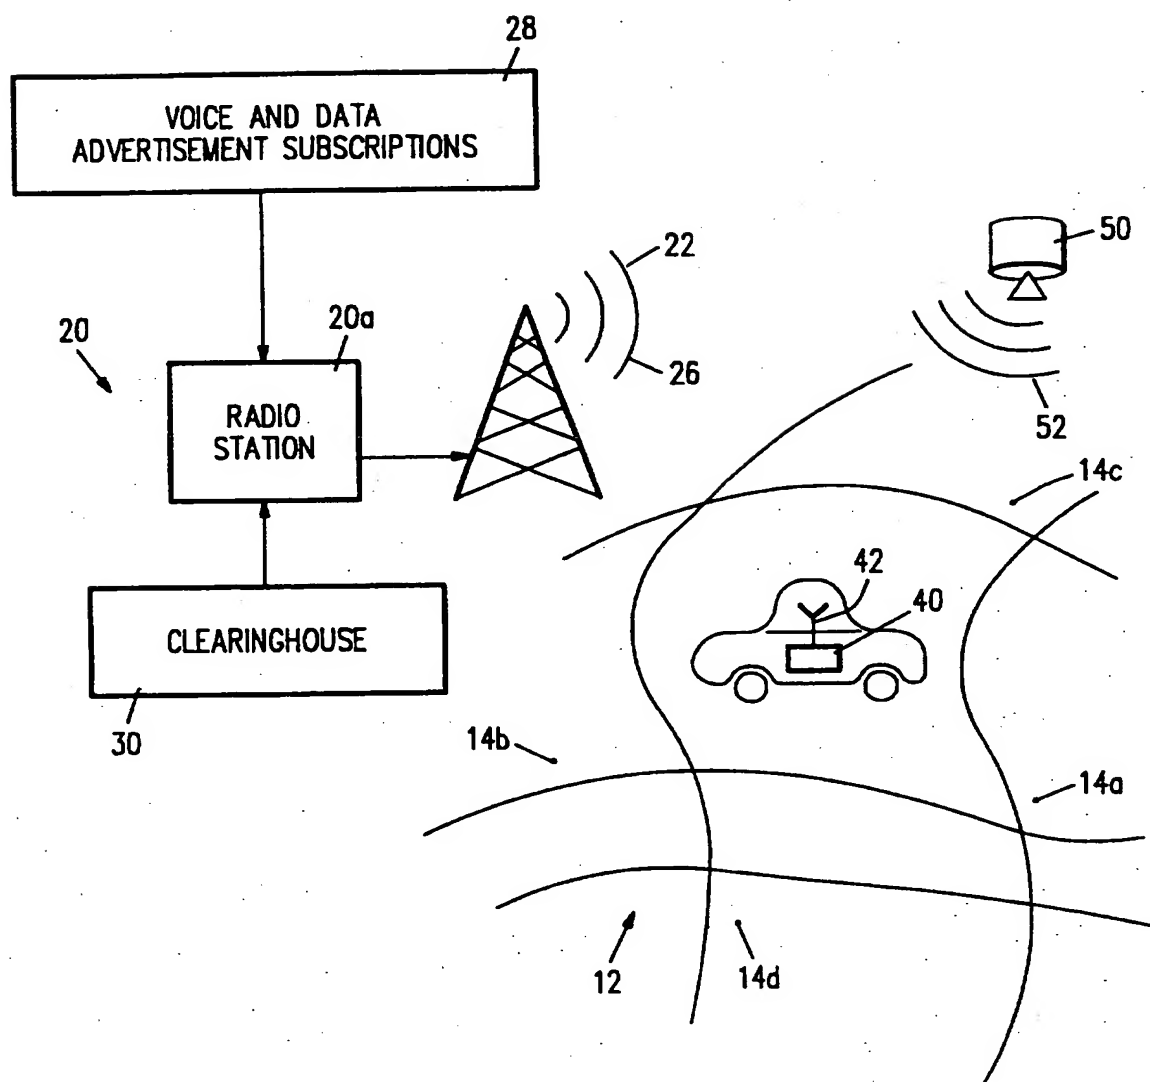 28
VOICE AND DATA
ADVERTISEMENT SUBSCRIPTIONS
50
22
20
20a
26
52
RADIO
STATION
14c
42
40
CLEARINGHOUSE
30
14b
14a
12
14d